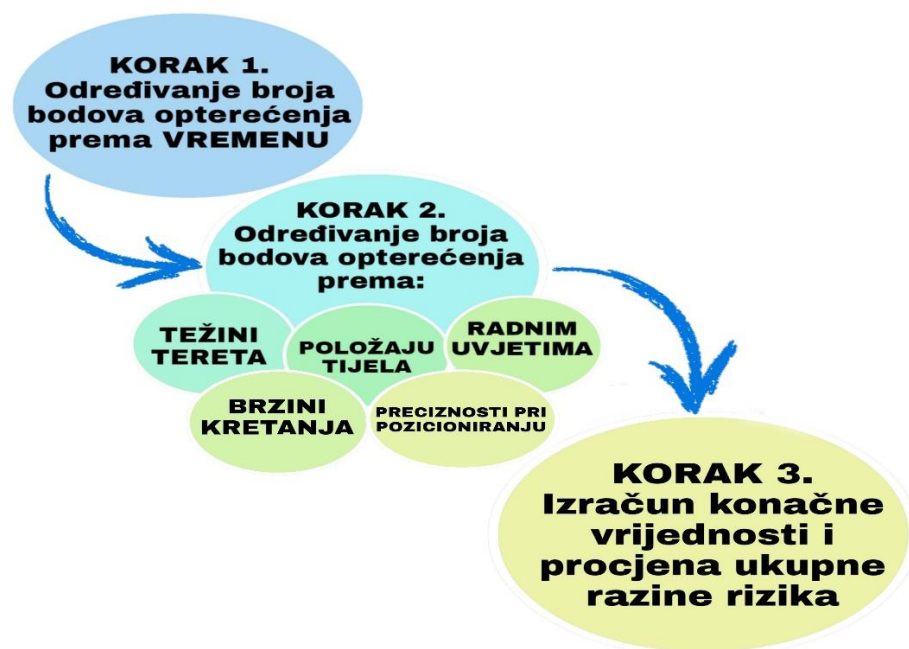 KORAK 1.
Određivanje broja
bodova opterećenja
prema VREMENU
KORAK 2.
Određivanje broja
bodova opterećenja
prema:
TEŽINI
TERETA
POLOŽAJU
TIJELA
RADNIM
UVJETIMA
BRZINI
KRETANJA
PRECIZNOSTI PRI
POZICIONIRANJU
KORAK 3.
Izračun konačne
vrijednosti i
procjena ukupne
razine rizika